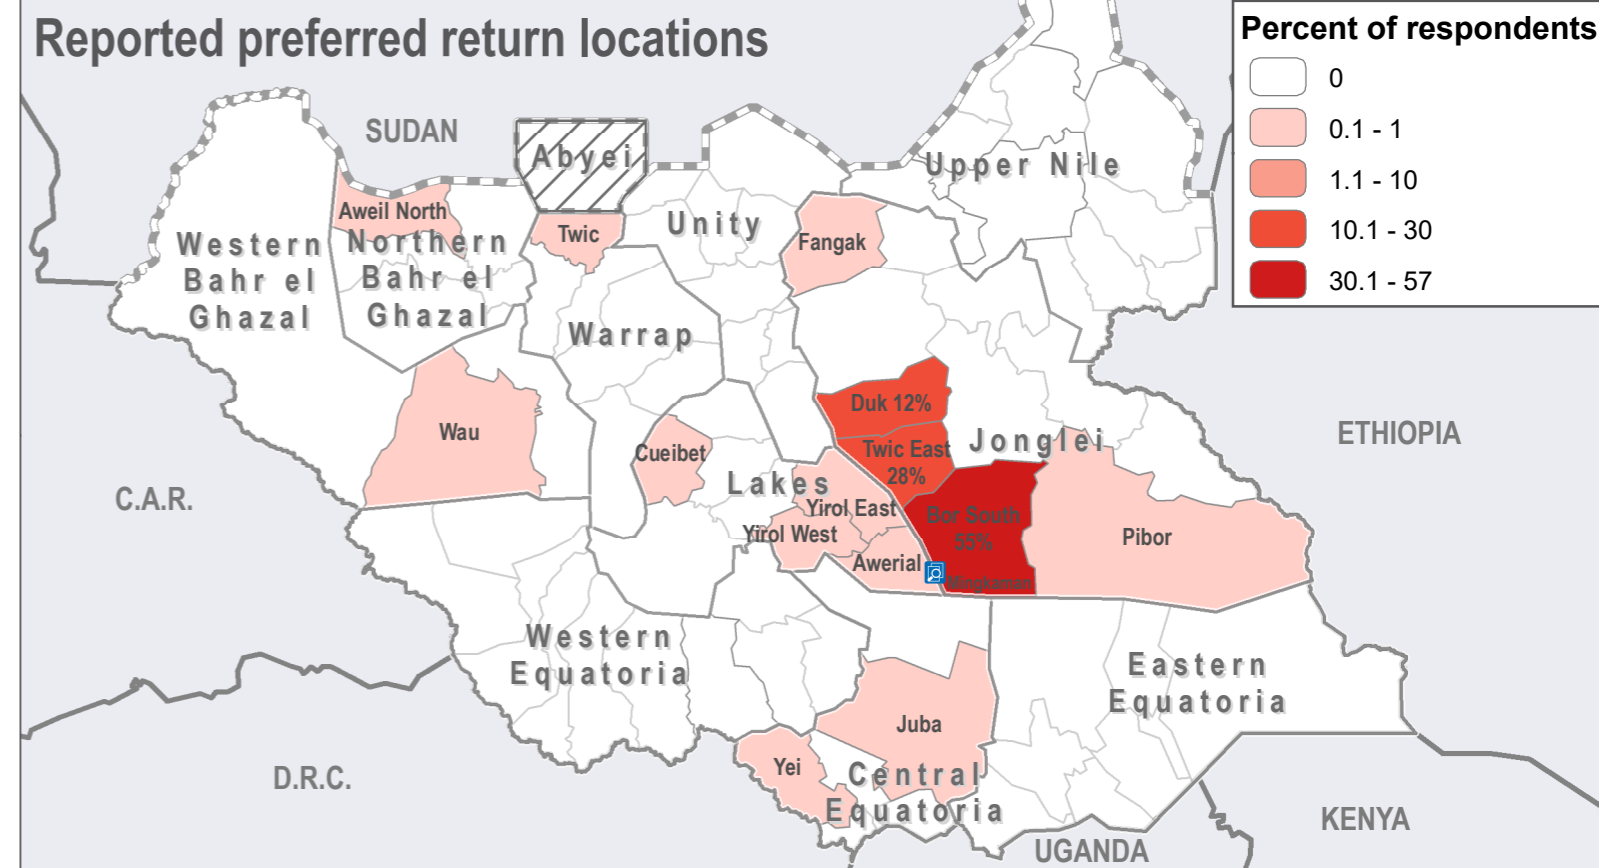 Reported preferred return locations
Percent of respondents
0
0.1 - 1
1.1 - 10
10.1 - 30
30.1 - 57
SUDAN
Abyei
Upper Nile
Aweil North
Twic
Unity
Fangak
Western
Bahr el
Ghazal
Northern
Bahr el
Ghazal
Warrap
Duk 12%
Wau
Cueibet
Twic East
28%
Jonglei
ETHIOPIA
C.A.R.
Lakes
Yirol East
Yirol West
Bor South
55%
Pibor
Awerial
Mingkaman
Western
Equatoria
Eastern
Equatoria
Juba
Yei
Central
Equatoria
D.R.C.
KENYA
UGANDA